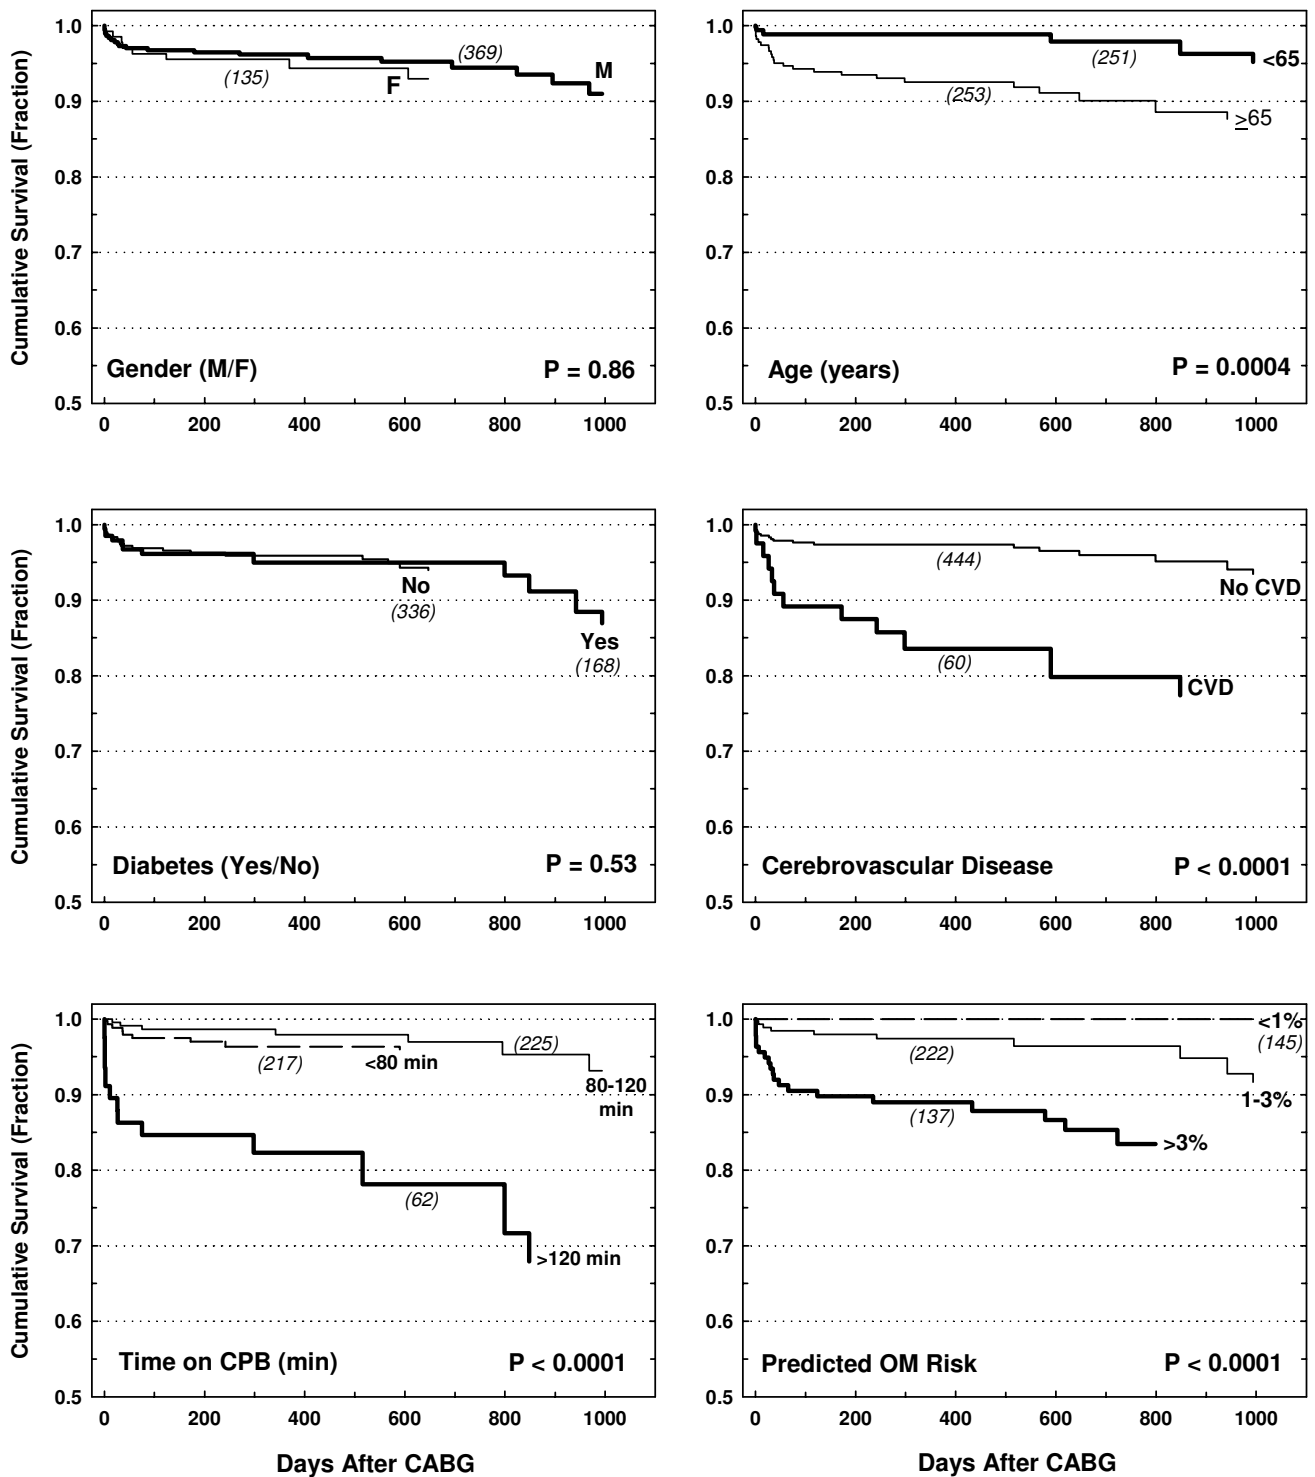 Cumulative Survival (Fraction)
1.0
0.9
0.8
0.7
0.6
0.5
(369)
(135)
M
F
Gender (M/F)
P = 0.86
0 200 400 600 800 1000
1.0
0.9
0.8
0.7
0.6
0.5
(251)
<65
(253)
≥65
Age (years)
P = 0.0004
0 200 400 600 800 1000
Cumulative Survival (Fraction)
1.0
0.9
0.8
0.7
0.6
0.5
No
(336)
Yes
(168)
Diabetes (Yes/No)
P = 0.53
0 200 400 600 800 1000
1.0
0.9
0.8
0.7
0.6
0.5
(444)
No CVD
(60)
CVD
Cerebrovascular Disease
P < 0.0001
0 200 400 600 800 1000
Cumulative Survival (Fraction)
1.0
0.9
0.8
0.7
0.6
0.5
(225)
(217)
<80 min
80-120
min
(62)
>120 min
Time on CPB (min)
P < 0.0001
0 200 400 600 800 1000
Days After CABG
1.0
0.9
0.8
0.7
0.6
0.5
<1%
(145)
(222)
1-3%
(137)
>3%
Predicted OM Risk
P < 0.0001
0 200 400 600 800 1000
Days After CABG